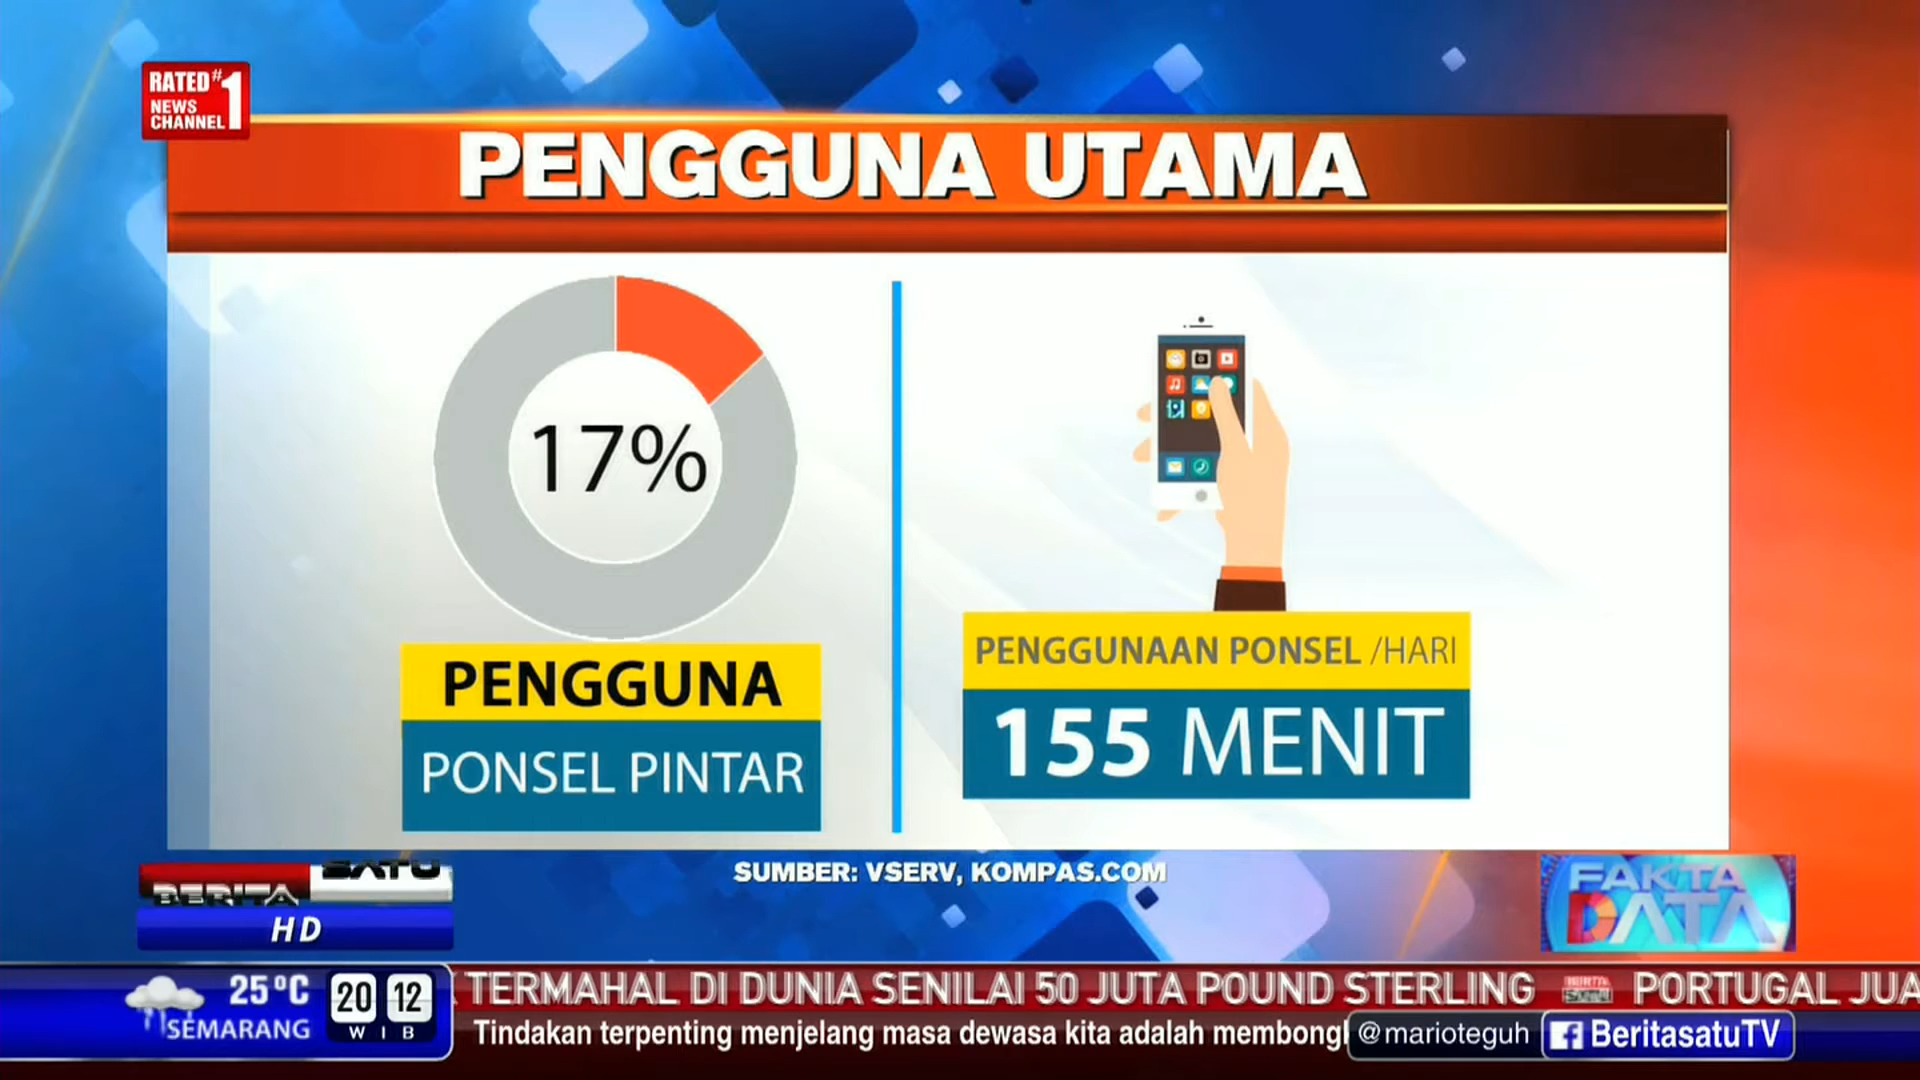 RATED #1
NEWS
CHANNEL
PENGGUNA UTAMA
17%
PENGGUNA
PONSEL PINTAR
PENGGUNAAN PONSEL /HARI
155 MENIT
SUMBER: VSERV, KOMPAS.COM
BERITA SATU
HD
FAKTA
DATA
25°C
SEMARANG
20 12
WIB
TERMAHAL DI DUNIA SENILAI 50 JUTA POUND STERLING PORTUGAL JUA
Tindakan terpenting menjelang masa dewasa kita adalah membongk
@marioteguh
BeritasatuTV